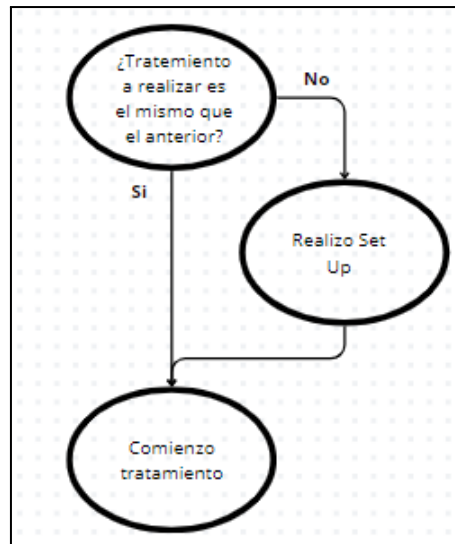 ¿Tratemiento
a realizar es
el mismo que
el anterior?
No
Si
Realizo Set
Up
Comienzo
tratamiento